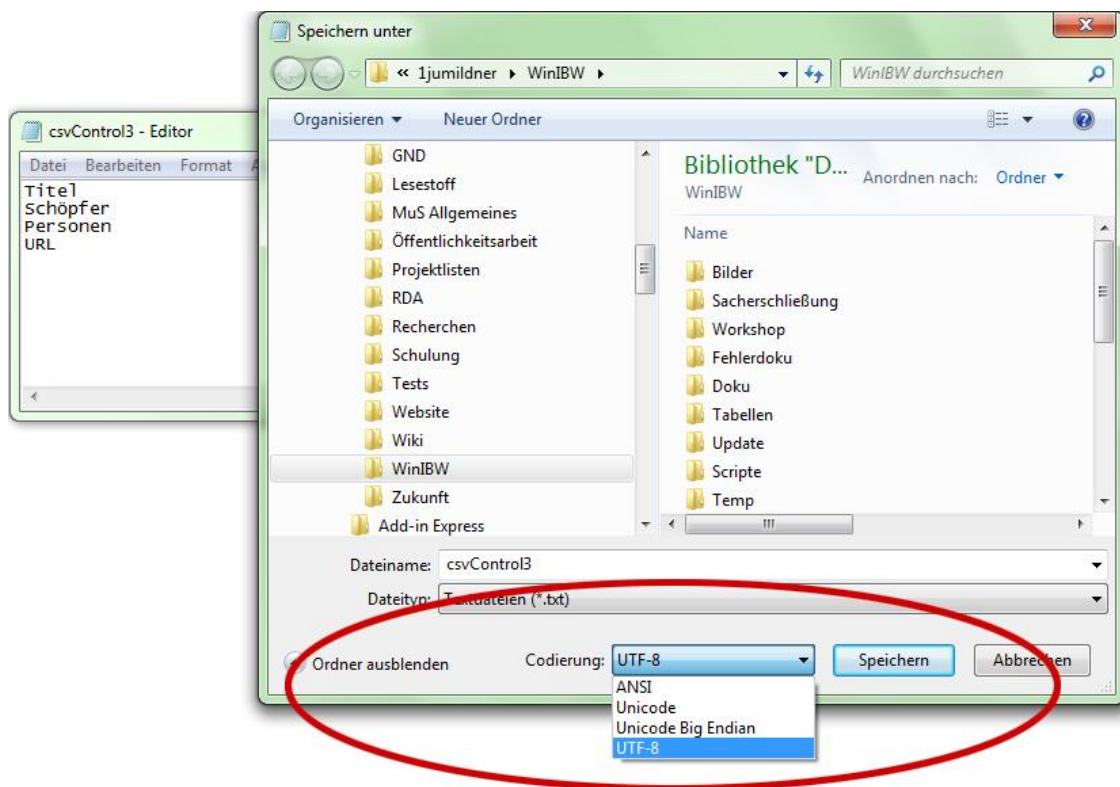 Speichern unter
« 1jumildner ▸ WinIBW ▸
WinIBW durchsuchen
Organisieren
Neuer Ordner
csvControl3 - Editor
Datei Bearbeiten Format
Titel
Schöpfer
Personen
URL
GND
Lesestoff
MuS Allgemeines
Öffentlichkeitsarbeit
Projektlisten
RDA
Recherchen
Schulung
Tests
Website
Wiki
WinIBW
Zukunft
Add-in Express
Bibliothek "D...
WinIBW
Anordnen nach: Ordner
Name
Bilder
Sacherschließung
Workshop
Fehlerdoku
Doku
Tabellen
Update
Scripte
Temp
Dateiname: csvControl3
Dateityp: Textdateien (*.txt)
Ordner ausblenden
Codierung: UTF-8
Speichern
Abbrechen
ANSI
Unicode
Unicode Big Endian
UTF-8